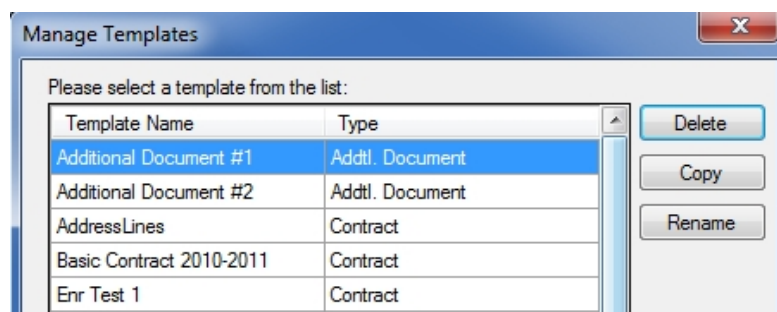 Manage Templates
Please select a template from the list:
Template Name Type
Delete
Additional Document #1 Addtl. Document
Copy
Additional Document #2 Addtl. Document
AddressLines Contract
Rename
Basic Contract 2010-2011 Contract
Enr Test 1 Contract